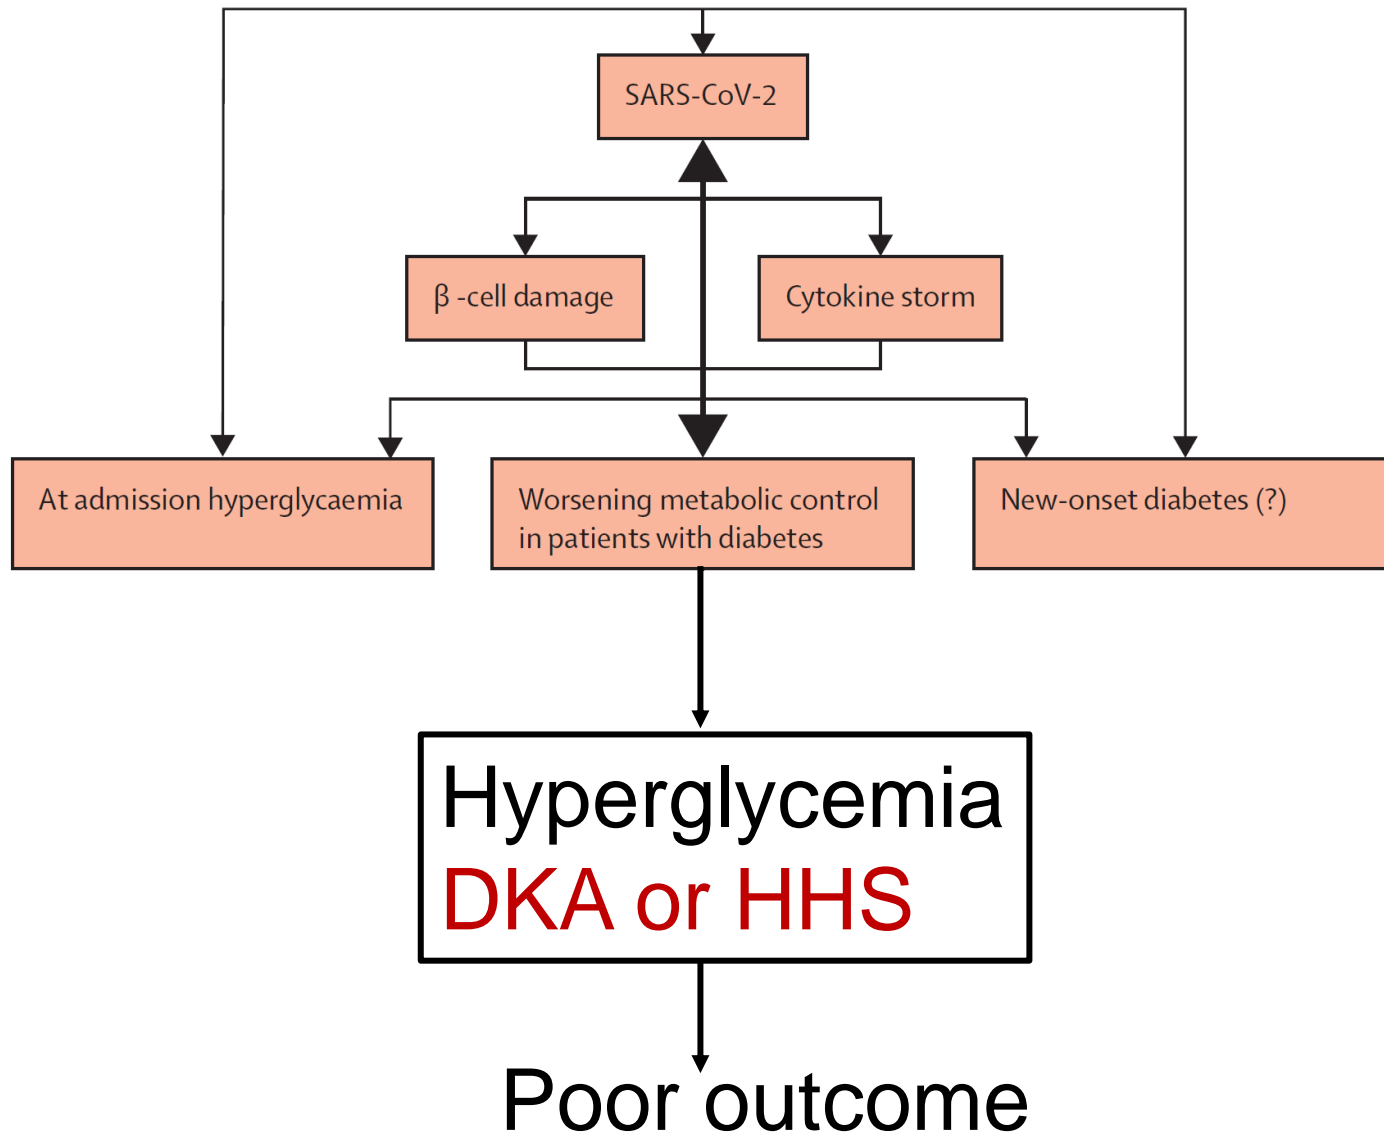 SARS-CoV-2
β -cell damage
Cytokine storm
At admission hyperglycaemia
Worsening metabolic control
in patients with diabetes
New-onset diabetes (?)
Hyperglycemia
DKA or HHS
Poor outcome